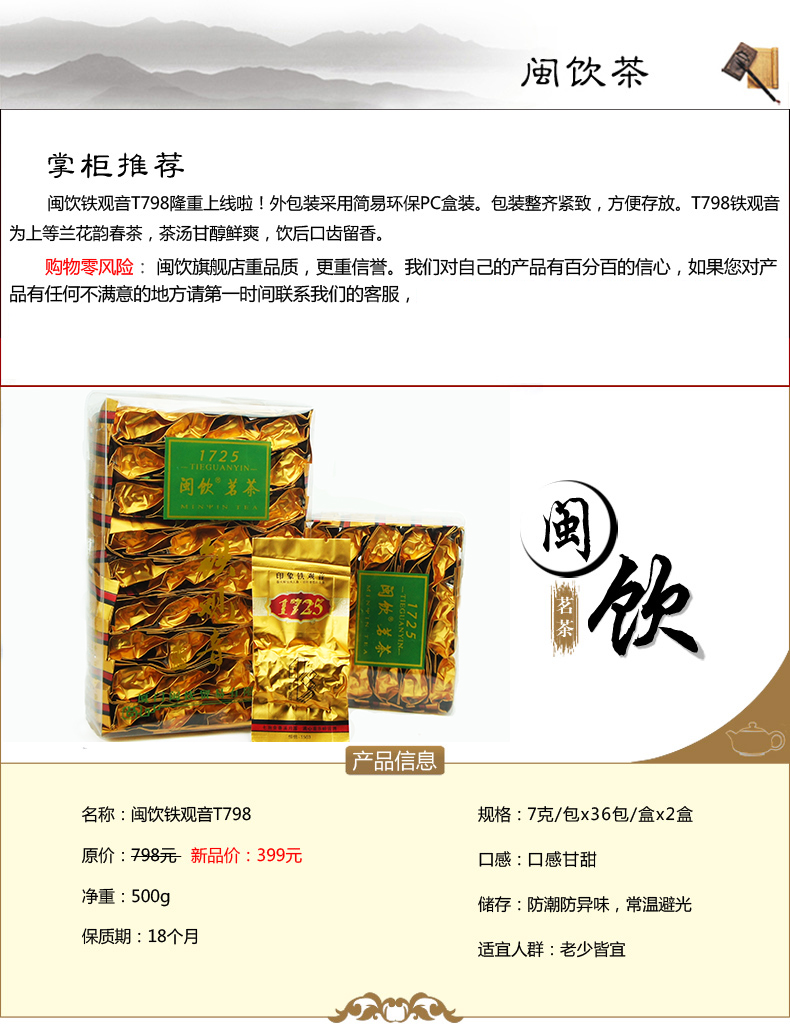 闽饮茶
掌柜推荐
闽饮铁观音T798隆重上线啦！外包装采用简易环保PC盒装。包装整齐紧致，方便存放。T798铁观音
为上等兰花韵春茶，茶汤甘醇鲜爽，饮后口齿留香。
购物零风险： 闽饮旗舰店重品质，更重信誉。我们对自己的产品有百分百的信心，如果您对产
品有任何不满意的地方请第一时间联系我们的客服，
1725
TIEGUANYIN
闽饮®茗茶
MINPIN TEA
铁观音
印象铁观音
1725
1725
TIEGUANYIN
闽饮®茗茶
MINPIN TEA
闽饮
茗茶
产品信息
名称：闽饮铁观音T798
原价：798元 新品价：399元
净重：500g
保质期：18个月
规格：7克/包x36包/盒x2盒
口感：口感甘甜
储存：防潮防异味，常温避光
适宜人群：老少皆宜